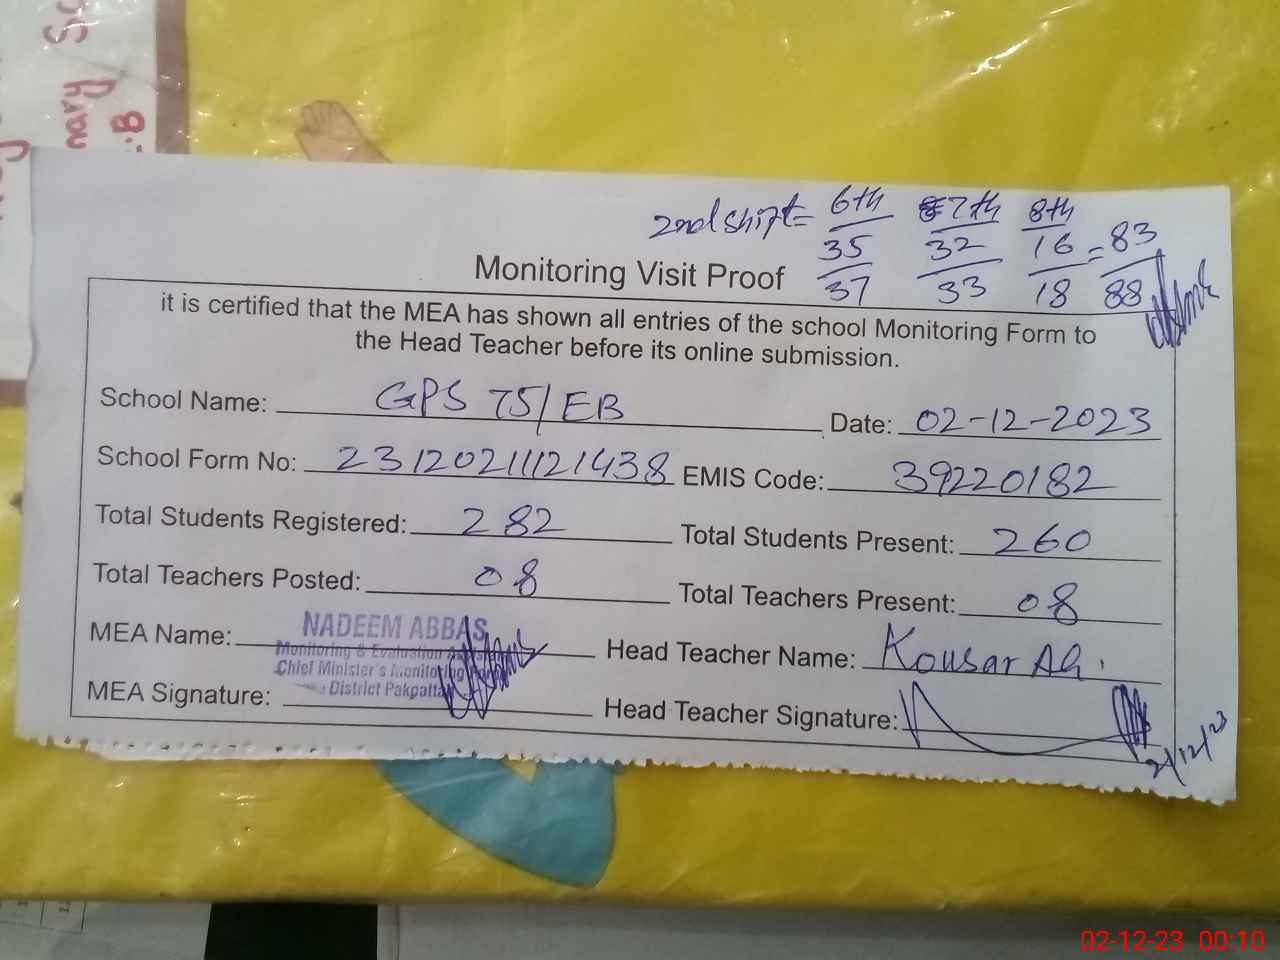 2nd shift= 6th 7th 8th
35 32 16 = 83
37 33 18 88
Monitoring Visit Proof
it is certified that the MEA has shown all entries of the school Monitoring Form to
the Head Teacher before its online submission.
School Name: GPS 75/EB Date: 02-12-2023
School Form No: 23120211121438 EMIS Code: 39220182
Total Students Registered: 282 Total Students Present: 260
Total Teachers Posted: 08 Total Teachers Present: 08
MEA Name: NADEEM ABBAS Head Teacher Name: Kousar Ali.
Monitoring & Evaluation
Chief Minister's Monitoring
District Pakpattan
MEA Signature: Head Teacher Signature:
2/12/23
02-12-23 00:10